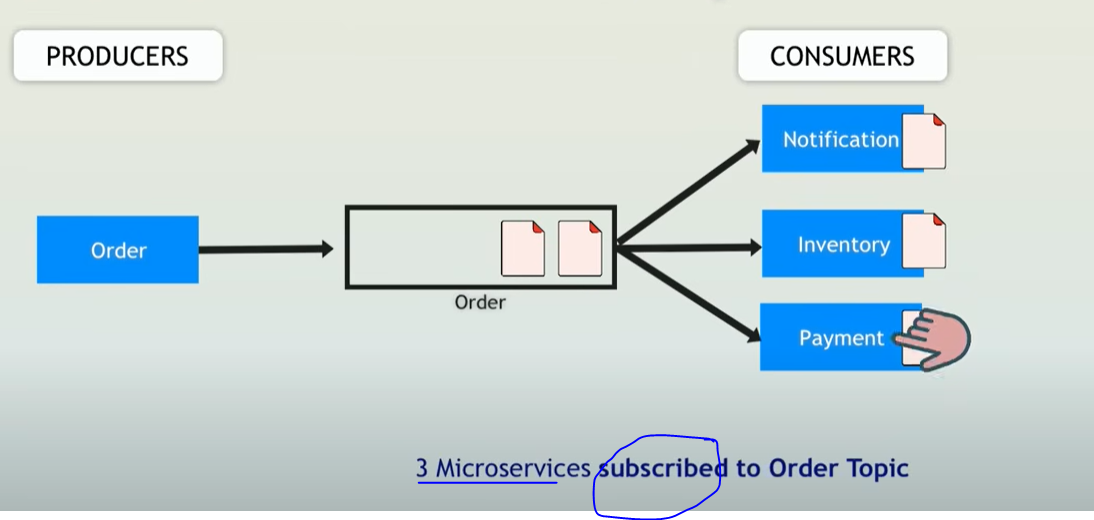 PRODUCERS
CONSUMERS
Notification
Order
Inventory
Order
Payment
3 Microservices subscribed to Order Topic